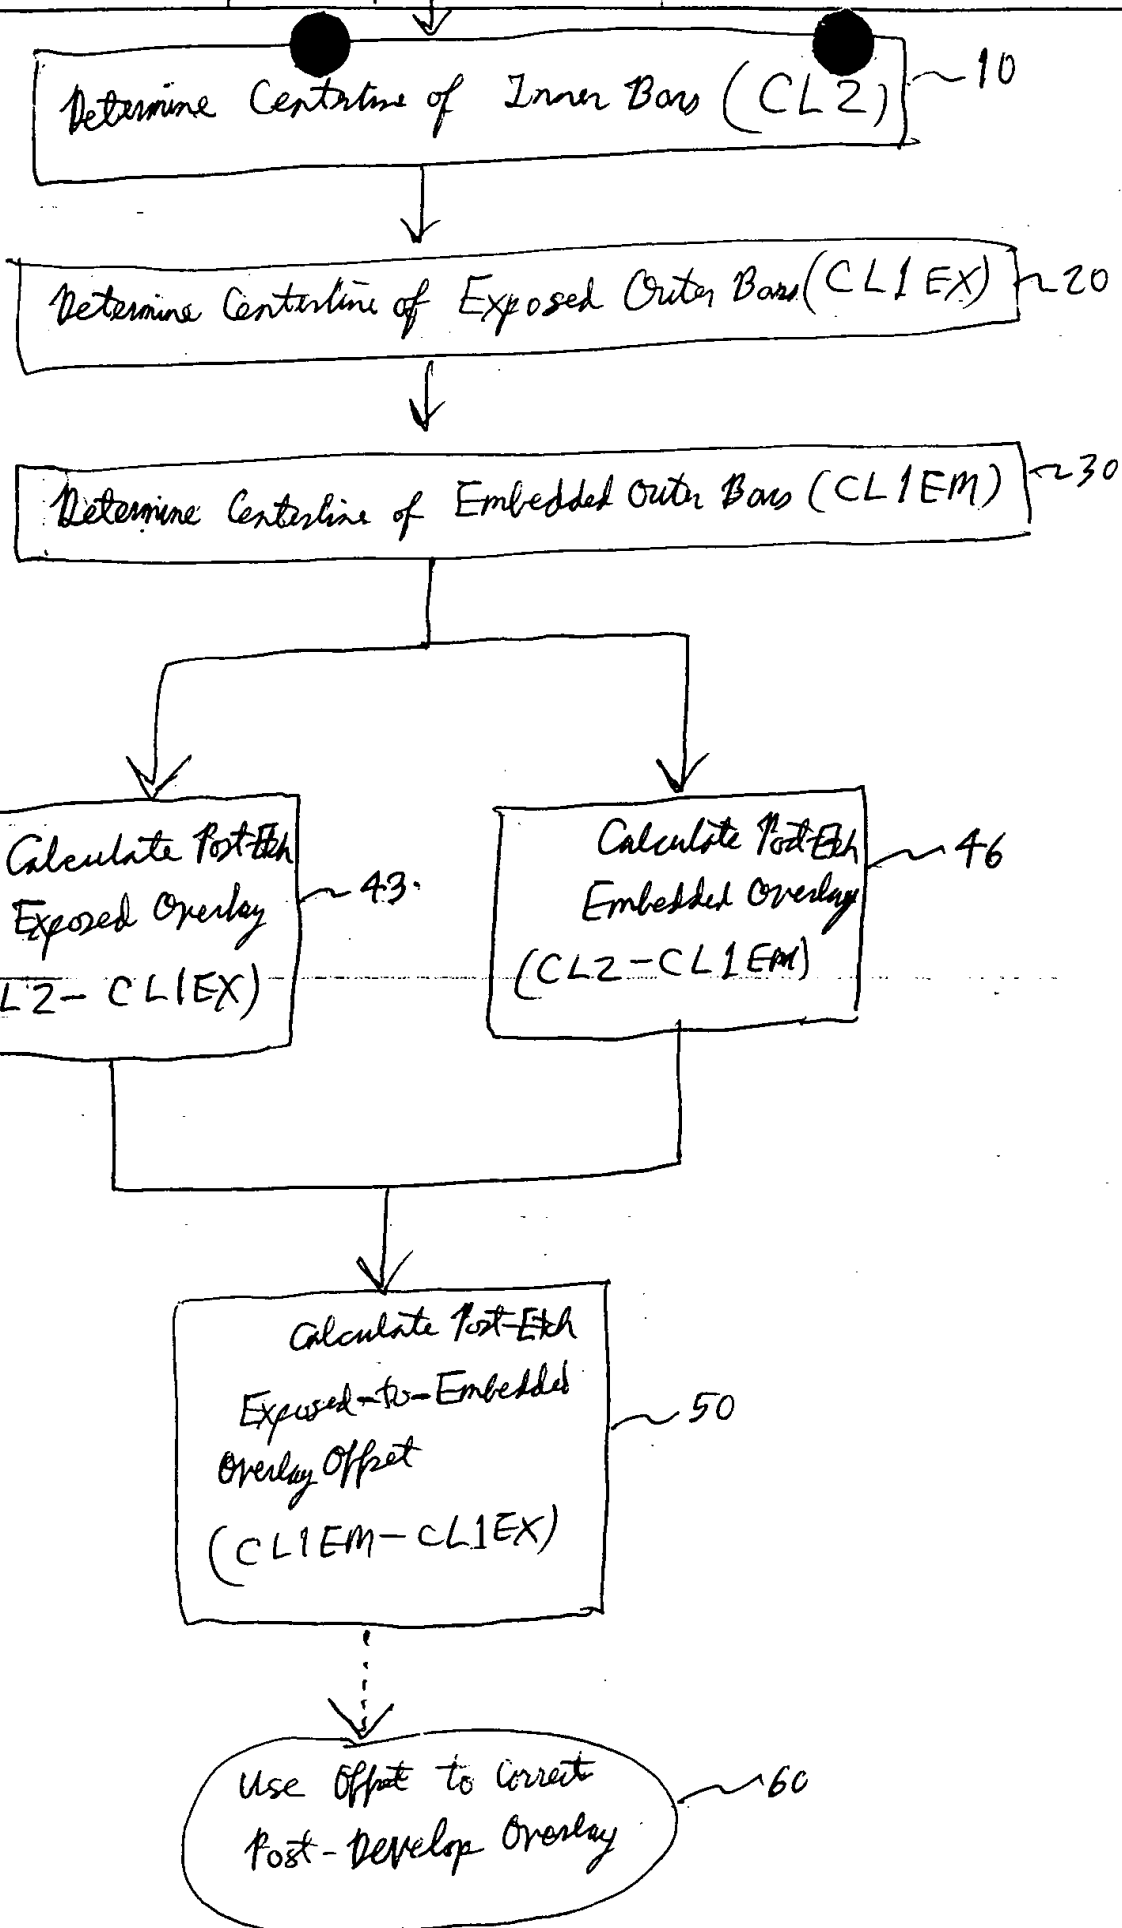 Determine Centerline of Inner Bars (CL2)
10
Determine Centerline of Exposed Outer Bars (CL1EX)
20
Determine Centerline of Embedded Outer Bars (CL1EM)
30
Calculate Post-Etch
Exposed Overlay
L2 - CL1EX)
43
Calculate Post-Etch
Embedded Overlay
(CL2 - CL1EM)
46
Calculate Post-Etch
Exposed-to-Embedded
Overlay Offset
(CL1EM - CL1EX)
50
Use Offset to Correct
Post-Develop Overlay
60